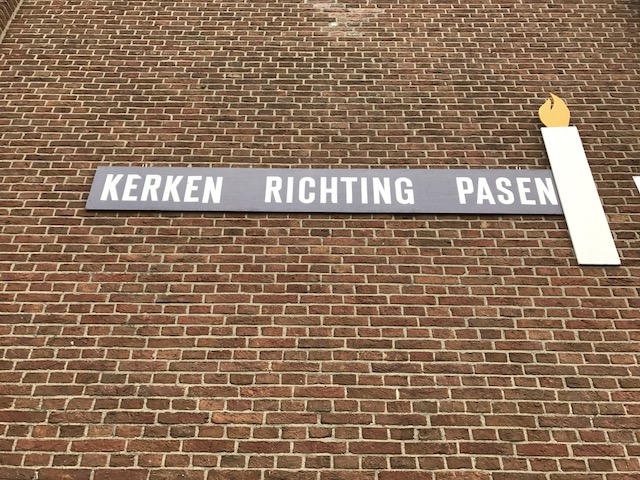 KERKEN RICHTING PASEN